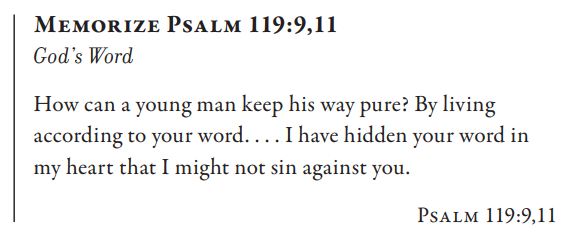 Memorize Psalm 119:9,11
God's Word
How can a young man keep his way pure? By living
according to your word. . . . I have hidden your word in
my heart that I might not sin against you.
Psalm 119:9,11